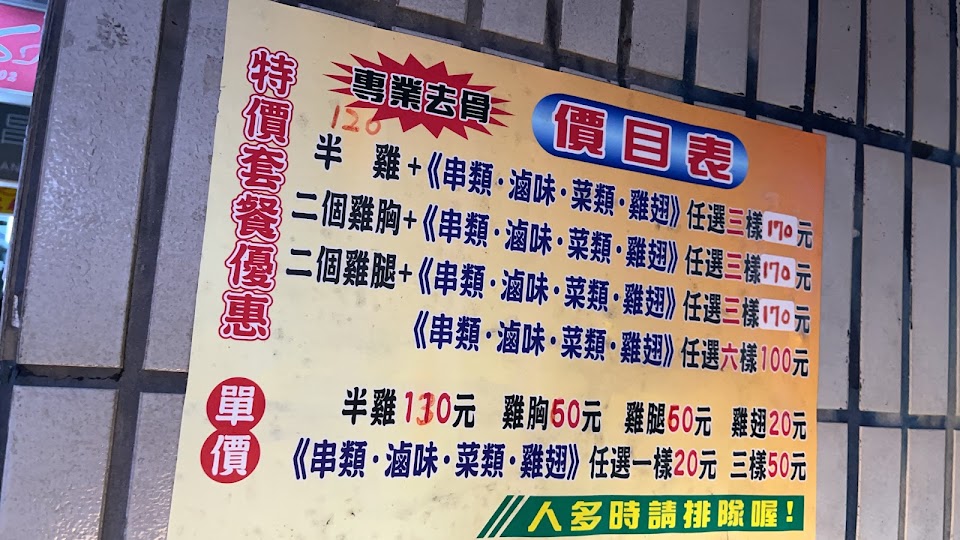 特價套餐優惠
專業去骨
價目表
120
半 雞+《串類·滷味·菜類·雞翅》任選三樣170元
二個雞胸+《串類·滷味·菜類·雞翅》任選三樣170元
二個雞腿+《串類·滷味·菜類·雞翅》任選三樣170元
《串類·滷味·菜類·雞翅》任選六樣100元
單價
半雞130元 雞胸60元 雞腿60元 雞翅20元
《串類·滷味·菜類·雞翅》任選一樣20元 三樣50元
人多時請排隊喔!